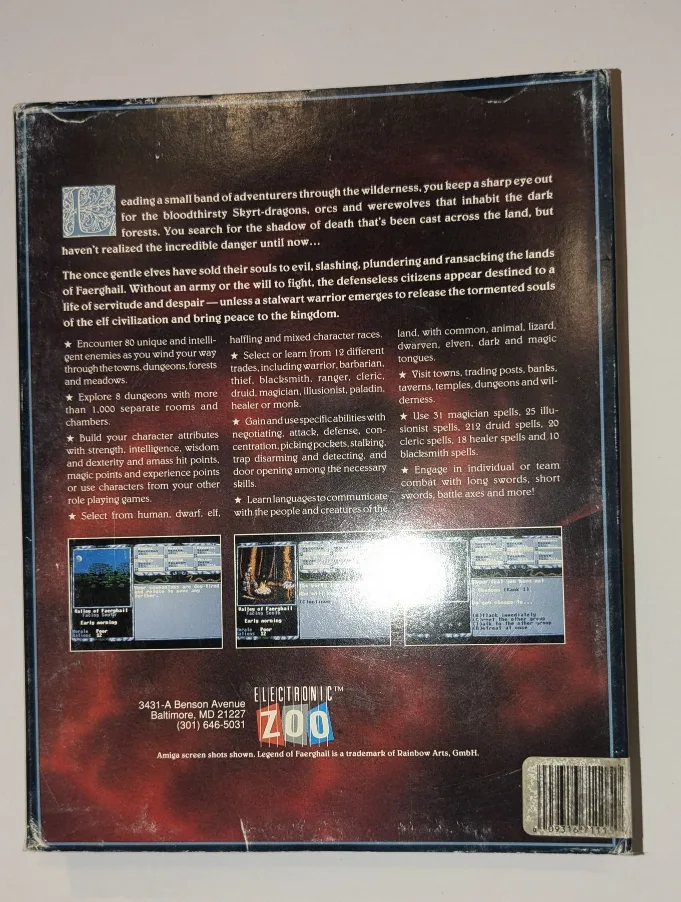 Leading a small band of adventurers through the wilderness, you keep a sharp eye out
for the bloodthirsty Skyrt-dragons, orcs and werewolves that inhabit the dark
forests. You search for the shadow of death that's been cast across the land, but
haven't realized the incredible danger until now...
The once gentle elves have sold their souls to evil, slashing, plundering and ransacking the lands
of Faerghail. Without an army or the will to fight, the defenseless citizens appear destined to a
life of servitude and despair — unless a stalwart warrior emerges to release the tormented souls
of the elf civilization and bring peace to the kingdom.
★ Encounter 80 unique and intelli-
gent enemies as you wind your way
through the towns, dungeons, forests
and meadows.
★ Explore 8 dungeons with more
than 1,000 separate rooms and
chambers.
★ Build your character attributes
with strength, intelligence, wisdom
and dexterity and amass hit points,
magic points and experience points
or use characters from your other
role playing games.
★ Select from human, dwarf, elf,
halfling and mixed character races.
★ Select or learn from 12 different
trades, including warrior, barbarian,
thief, blacksmith, ranger, cleric,
druid, magician, illusionist, paladin,
healer or monk.
★ Gain and use specific abilities with
negotiating, attack, defense, con-
centration, picking pockets, stalking,
trap disarming and detecting, and
door opening among the necessary
skills.
★ Learn languages to communicate
with the people and creatures of the
land, with common, animal, lizard,
dwarven, elven, dark and magic
tongues.
★ Visit towns, trading posts, banks,
taverns, temples, dungeons and wil-
derness.
★ Use 31 magician spells, 25 illu-
sionist spells, 212 druid spells, 20
cleric spells, 18 healer spells and 10
blacksmith spells.
★ Engage in individual or team
combat with long swords, short
swords, battle axes and more!
Valley of Faerghail
Facing South
Early morning
Valley of Faerghail
Facing South
Early morning
ELECTRONIC™
ZOO
3431-A Benson Avenue
Baltimore, MD 21227
(301) 646-5031
Amiga screen shots shown. Legend of Faerghail is a trademark of Rainbow Arts, GmbH.